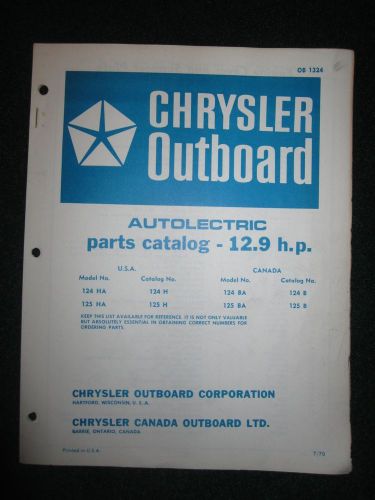 OB 1324
CHRYSLER
Outboard
AUTOLECTRIC
parts catalog - 12.9 h.p.
U.S.A. CANADA
Model No. Catalog No. Model No. Catalog No.
124 HA 124 H 124 BA 124 B
125 HA 125 H 125 BA 125 B
KEEP THIS LIST AVAILABLE FOR REFERENCE. IT IS NOT ONLY VALUABLE
BUT ABSOLUTELY ESSENTIAL IN OBTAINING CORRECT NUMBERS FOR
ORDERING PARTS.
CHRYSLER OUTBOARD CORPORATION
HARTFORD, WISCONSIN, U.S.A.
CHRYSLER CANADA OUTBOARD LTD.
BARRIE, ONTARIO, CANADA
Printed in U.S.A.
7/70